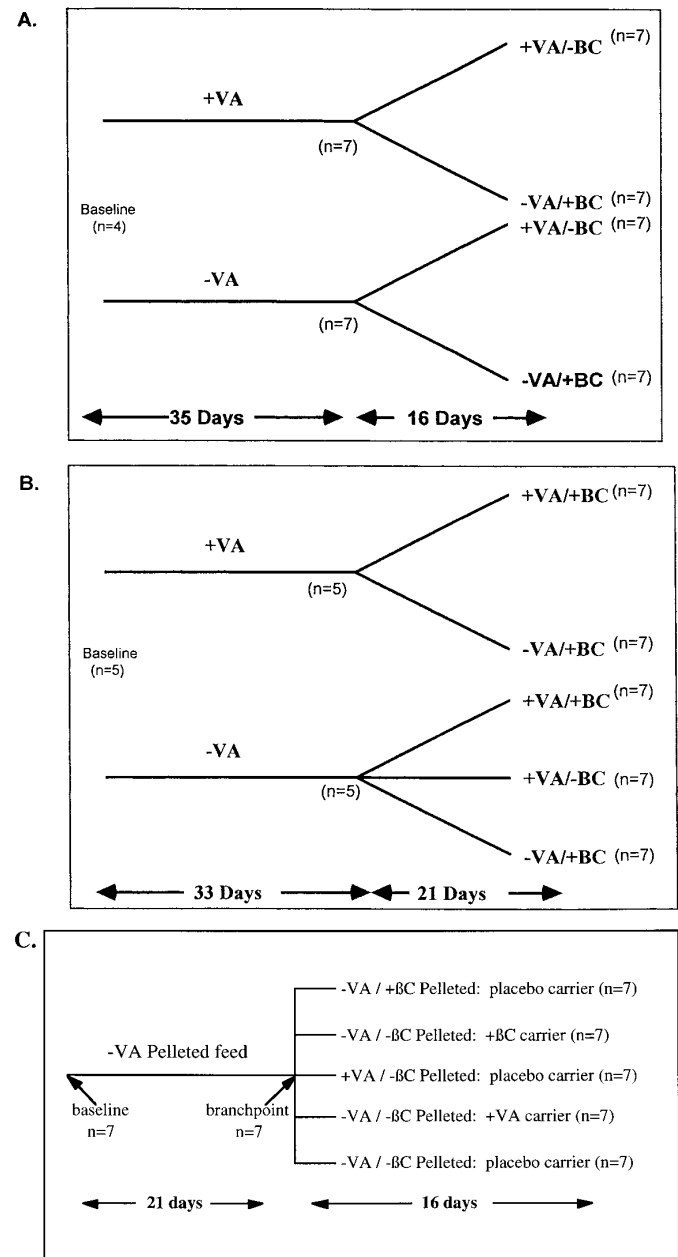 A.
+VA/-BC (n=7)
+VA
(n=7)
-VA/+BC (n=7)
Baseline
(n=4)
+VA/-BC (n=7)
-VA
(n=7)
-VA/+BC (n=7)
35 Days 16 Days
B.
+VA/+BC (n=7)
+VA
(n=5)
-VA/+BC (n=7)
Baseline
(n=5)
+VA/+BC (n=7)
-VA
+VA/-BC (n=7)
(n=5)
-VA/+BC (n=7)
33 Days 21 Days
C.
-VA / +ßC Pelleted: placebo carrier (n=7)
-VA / -ßC Pelleted: +ßC carrier (n=7)
-VA Pelleted feed
+VA / -ßC Pelleted: placebo carrier (n=7)
baseline
n=7
branchpoint
n=7
-VA / -ßC Pelleted: +VA carrier (n=7)
-VA / -ßC Pelleted: placebo carrier (n=7)
21 days 16 days